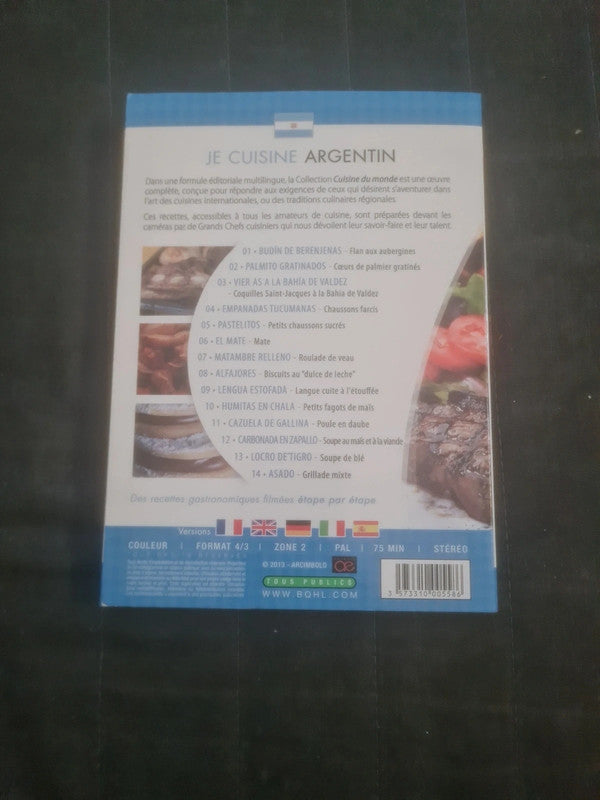 JE CUISINE ARGENTIN
Dans une formule éditoriale multilingue, la Collection Cuisine du monde est une œuvre
complète, conçue pour répondre aux exigences de ceux qui désirent s'aventurer dans
l'art des cuisines internationales, ou des traditions culinaires régionales.
Ces recettes, accessibles à tous les amateurs de cuisine, sont préparées devant les
caméras par de Grands Chefs cuisiniers qui nous dévoilent leur savoir-faire et leur talent.
01 • BUDÍN DE BERENJENAS - Flan aux aubergines
02 • PALMITO GRATINADOS - Cœurs de palmier gratinés
03 • VIER AS A LA BAHÍA DE VALDEZ
- Coquilles Saint-Jacques à la Bahia de Valdez
04 • EMPANADAS TUCUMANAS - Chaussons farcis
05 • PASTELITOS - Petits chaussons sucrés
06 • EL MATE - Mate
07 • MATAMBRE RELLENO - Roulade de veau
08 • ALFAJORES - Biscuits au "dulce de leche"
09 • LENGUA ESTOFADA - Langue cuite à l'étouffée
10 • HUMITAS EN CHALA - Petits fagots de maïs
11 • CAZUELA DE GALLINA - Poule en daube
12 • CARBONADA EN ZAPALLO - Soupe au maïs et à la viande
13 • LOCRO DE'TIGRO - Soupe de blé
14 • ASADO - Grillade mixte
Des recettes gastronomiques filmées étape par étape
Versions
COULEUR | FORMAT 4/3 | ZONE 2 | PAL | 75 MIN | STÉRÉO
© 2013 - ARCIMBOLO
TOUS PUBLICS
WWW.BQHL.COM
3 573310 005586